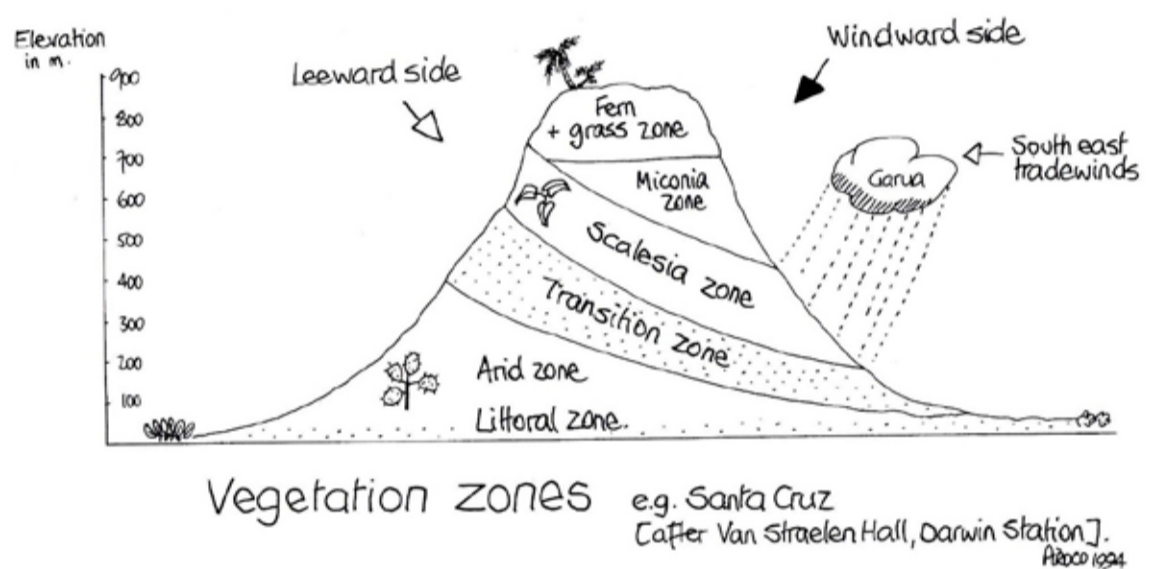 Elevation
in m.
900
800
700
600
500
400
300
200
100
Leeward side
Windward side
Fern
+ grass zone
Miconia
zone
Scalesia zone
Transition zone
Arid zone
Littoral zone.
Garua
South east
tradewinds
Vegetation zones
e.g. Santa Cruz
[after Van Straelen Hall, Darwin Station].